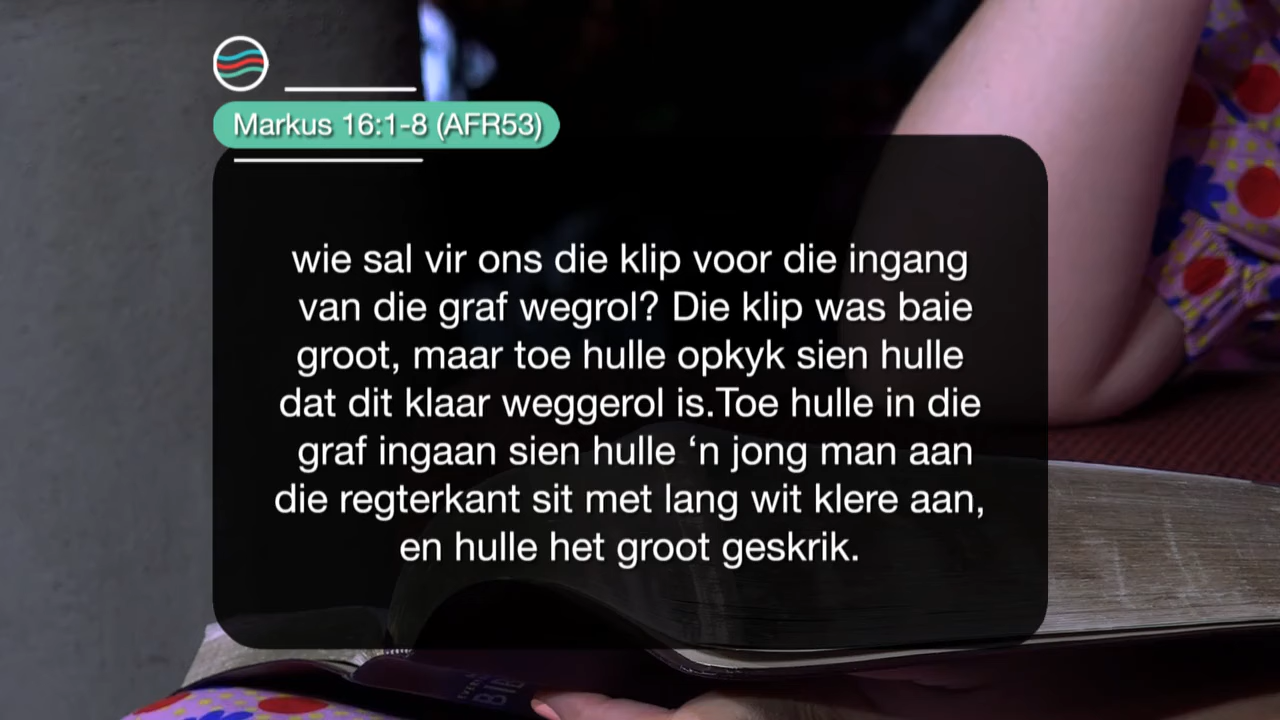 Markus 16:1-8 (AFR53)
wie sal vir ons die klip voor die ingang
van die graf wegrol? Die klip was baie
groot, maar toe hulle opkyk sien hulle
dat dit klaar weggerol is.Toe hulle in die
graf ingaan sien hulle ‘n jong man aan
die regterkant sit met lang wit klere aan,
en hulle het groot geskrik.